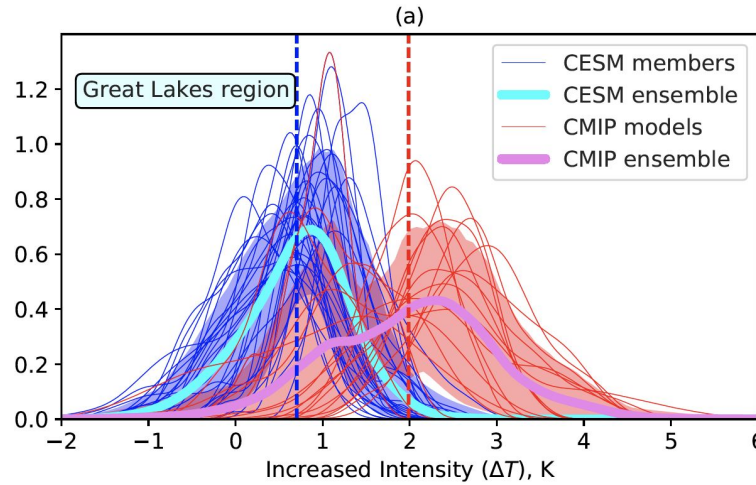 (a)
Great Lakes region
CESM members
CESM ensemble
CMIP models
CMIP ensemble
1.2
1.0
0.8
0.6
0.4
0.2
0.0
−2 −1 0 1 2 3 4 5 6
Increased Intensity (ΔT), K